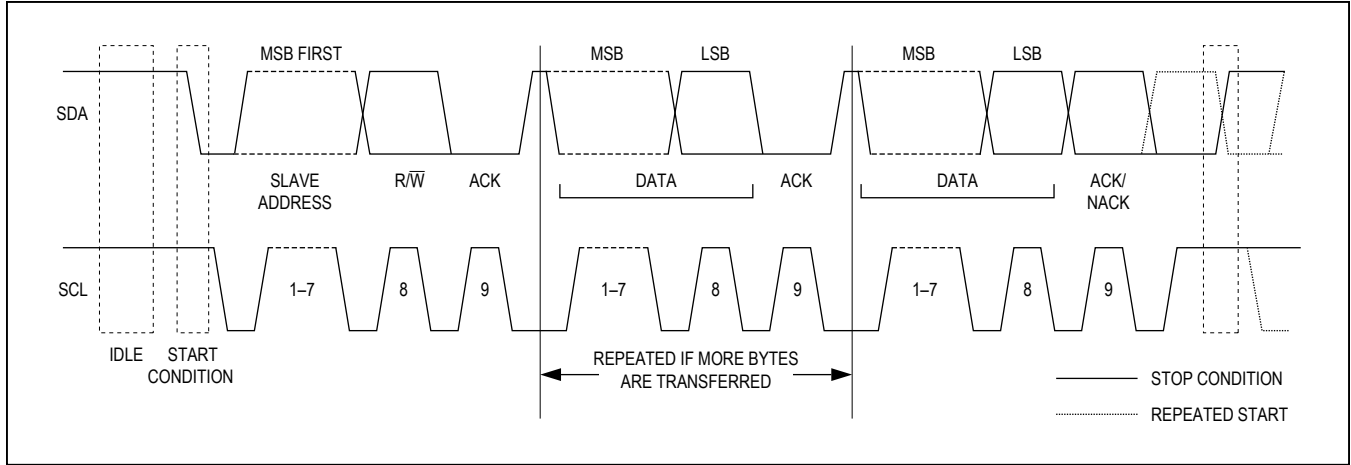 MSB FIRST
MSB
LSB
MSB
LSB
SDA
SLAVE
ADDRESS
R/W̅
ACK
DATA
ACK
DATA
ACK/
NACK
SCL
1–7
8
9
1–7
8
9
1–7
8
9
IDLE
START
CONDITION
REPEATED IF MORE BYTES
ARE TRANSFERRED
STOP CONDITION
REPEATED START